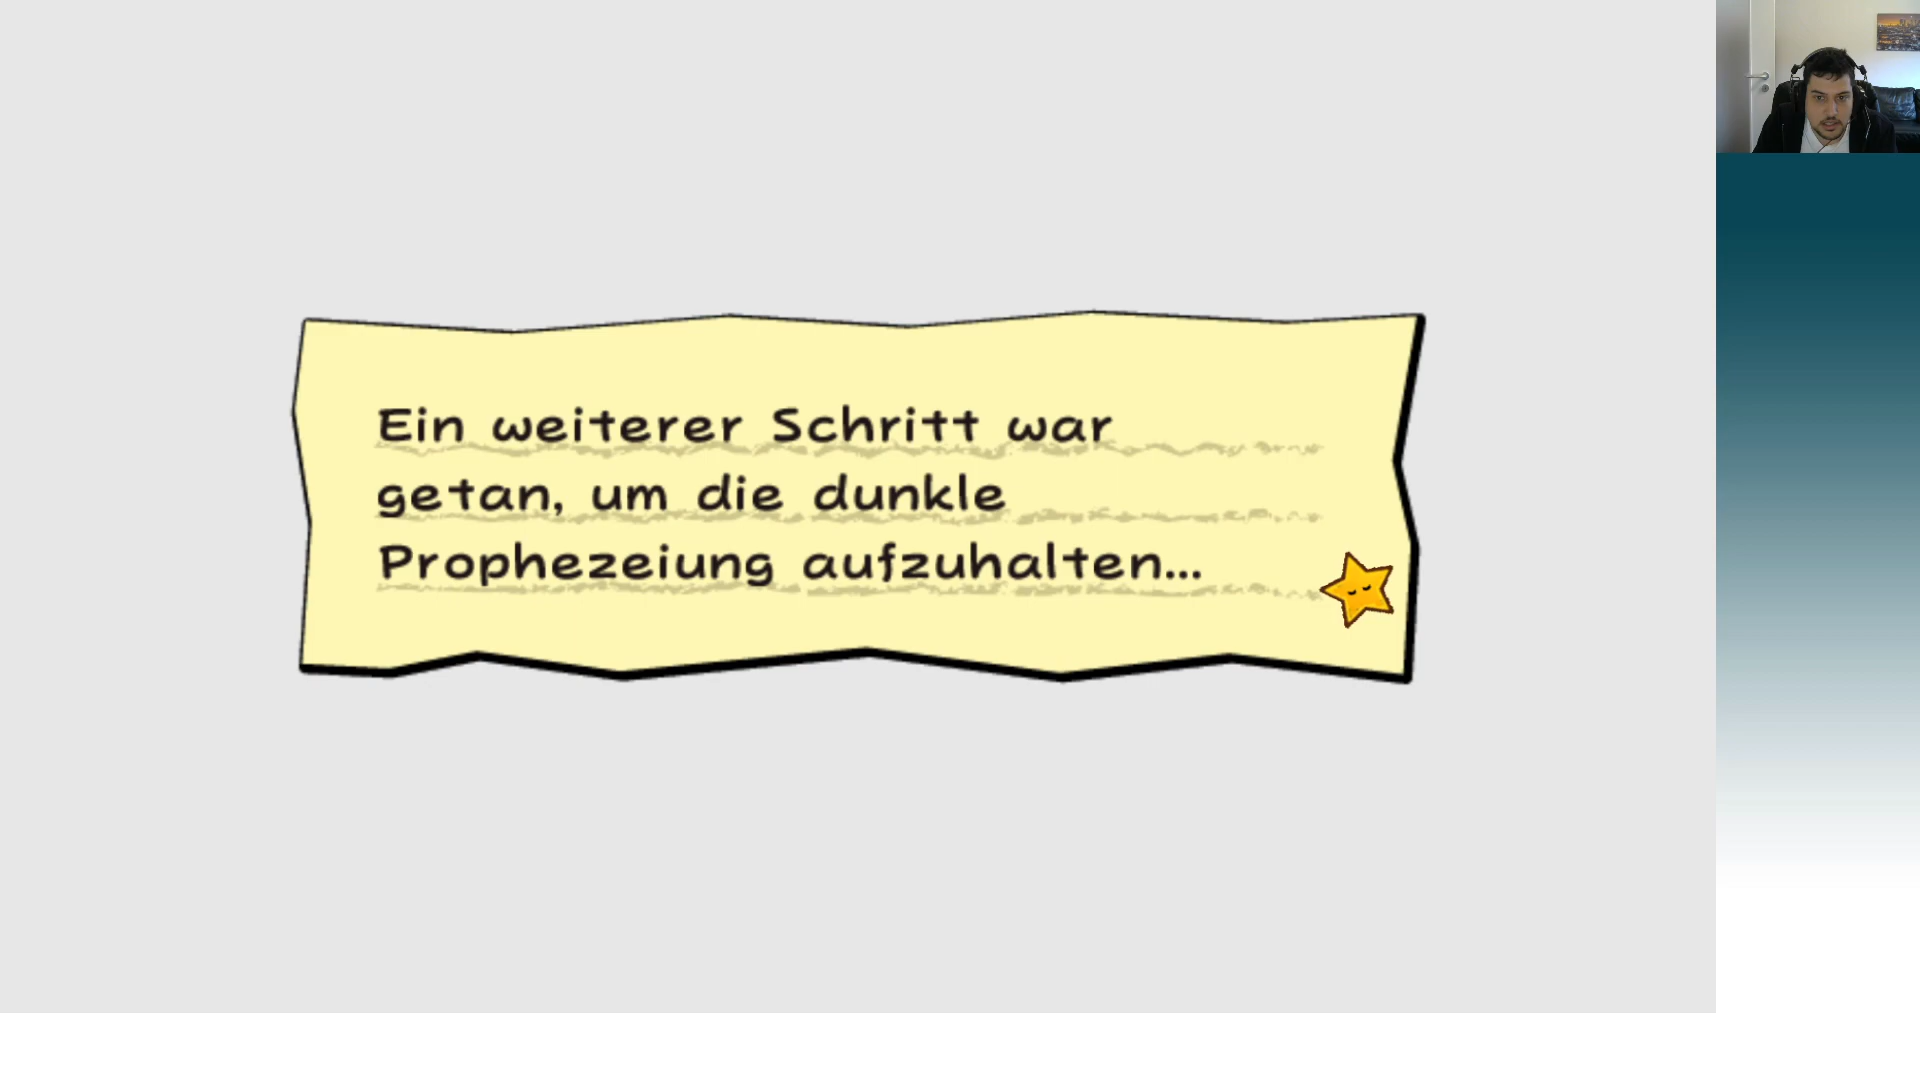 Ein weiterer Schritt war
getan, um die dunkle
Prophezeiung aufzuhalten...